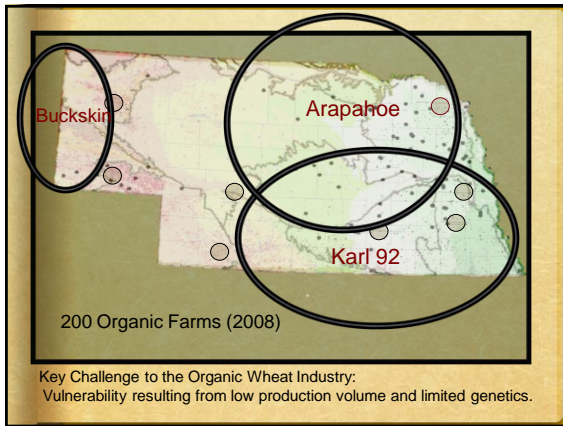 Buckskin
Arapahoe
Karl 92
200 Organic Farms (2008)
Key Challenge to the Organic Wheat Industry:
Vulnerability resulting from low production volume and limited genetics.